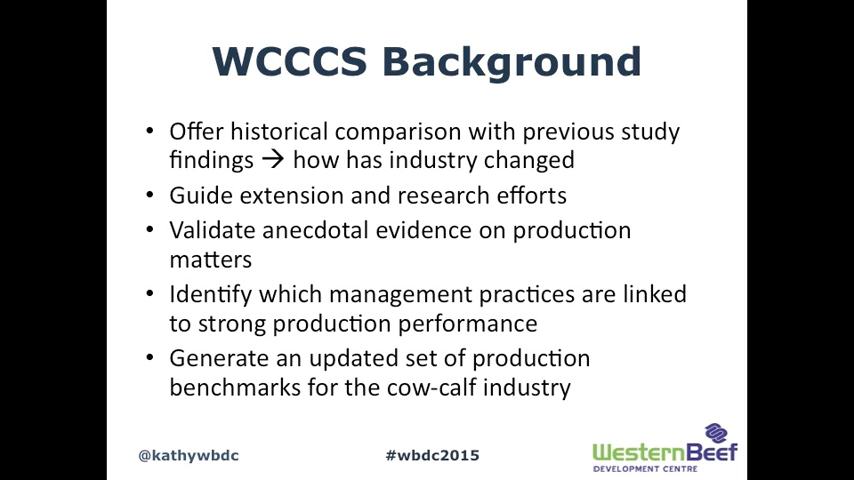 WCCCS Background
• Offer historical comparison with previous study
findings → how has industry changed
• Guide extension and research efforts
• Validate anecdotal evidence on production
matters
• Identify which management practices are linked
to strong production performance
• Generate an updated set of production
benchmarks for the cow-calf industry
@kathywbdc
#wbdc2015
WesternBeef
DEVELOPMENT CENTRE